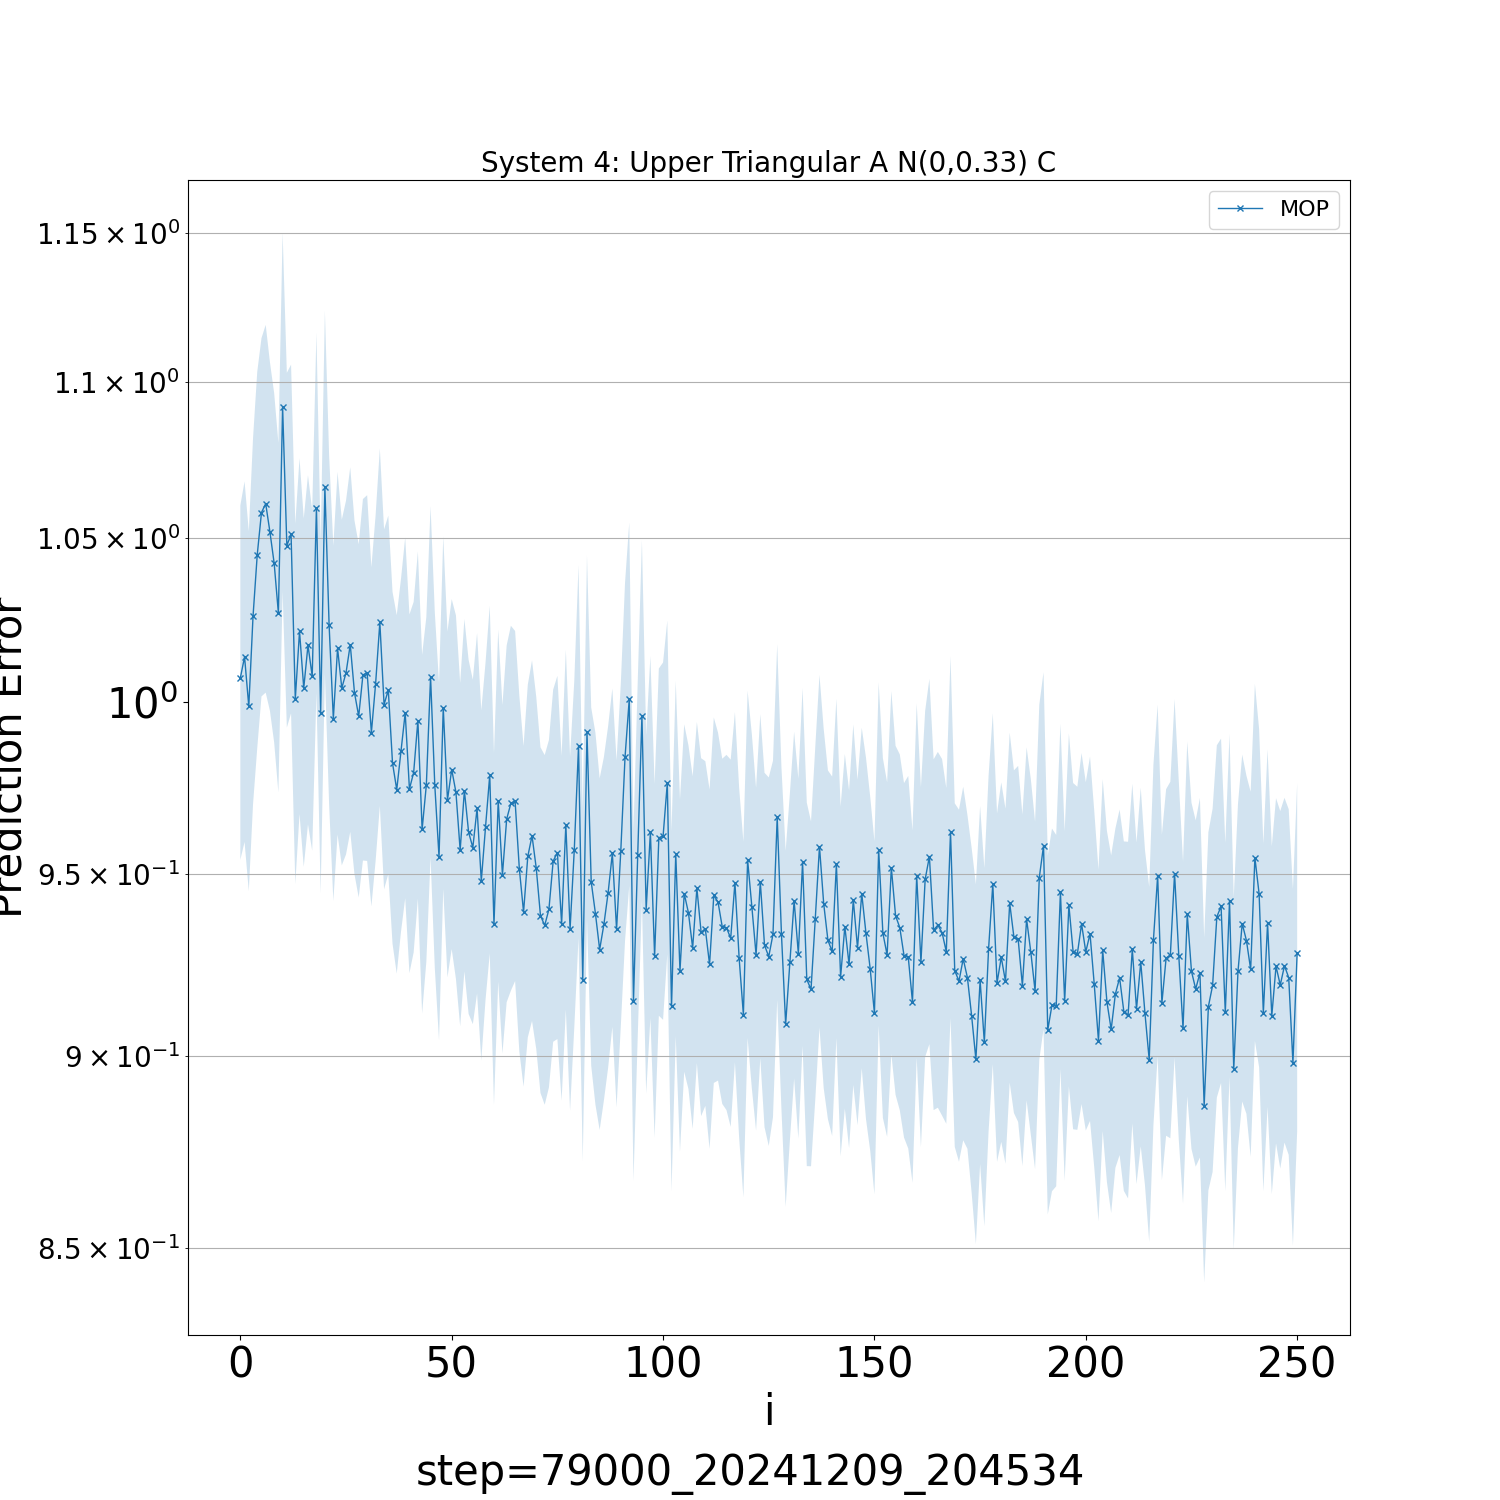 System 4: Upper Triangular A N(0,0.33) C
MOP
1.15 × 10⁰
1.1 × 10⁰
1.05 × 10⁰
10⁰
9.5 × 10⁻¹
9 × 10⁻¹
8.5 × 10⁻¹
Prediction Error
0 50 100 150 200 250
i
step=79000_20241209_204534